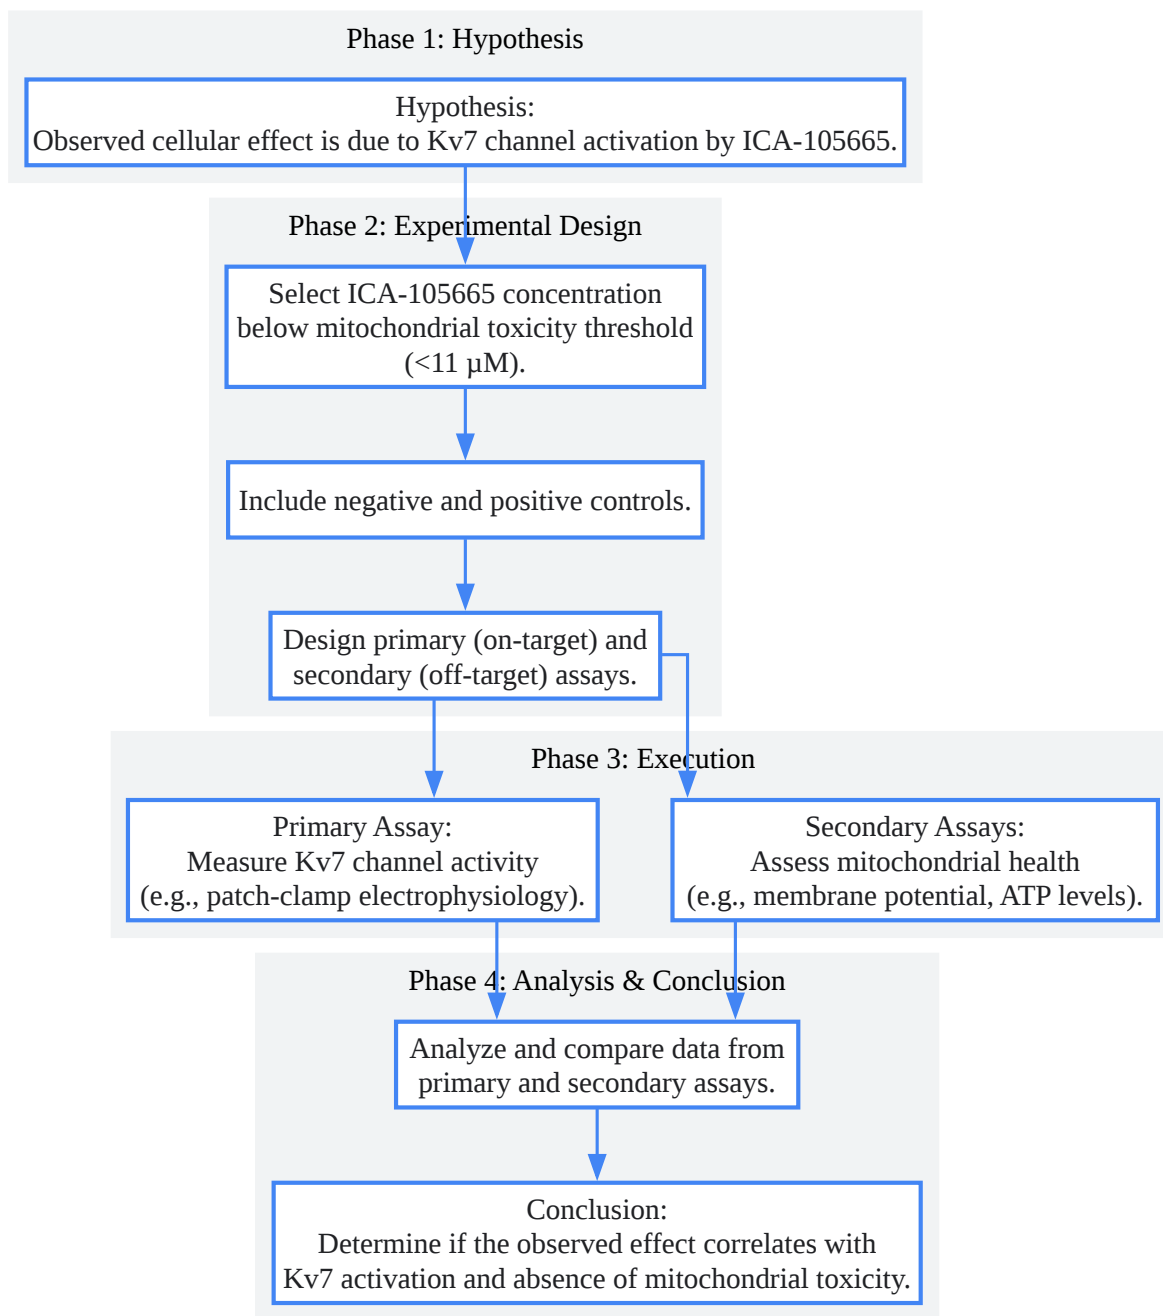 Phase 1: Hypothesis
Hypothesis:
Observed cellular effect is due to Kv7 channel activation by ICA-105665.
Phase 2: Experimental Design
Select ICA-105665 concentration
below mitochondrial toxicity threshold
(<11 µM).
Include negative and positive controls.
Design primary (on-target) and
secondary (off-target) assays.
Phase 3: Execution
Primary Assay:
Measure Kv7 channel activity
(e.g., patch-clamp electrophysiology).
Secondary Assays:
Assess mitochondrial health
(e.g., membrane potential, ATP levels).
Phase 4: Analysis & Conclusion
Analyze and compare data from
primary and secondary assays.
Conclusion:
Determine if the observed effect correlates with
Kv7 activation and absence of mitochondrial toxicity.